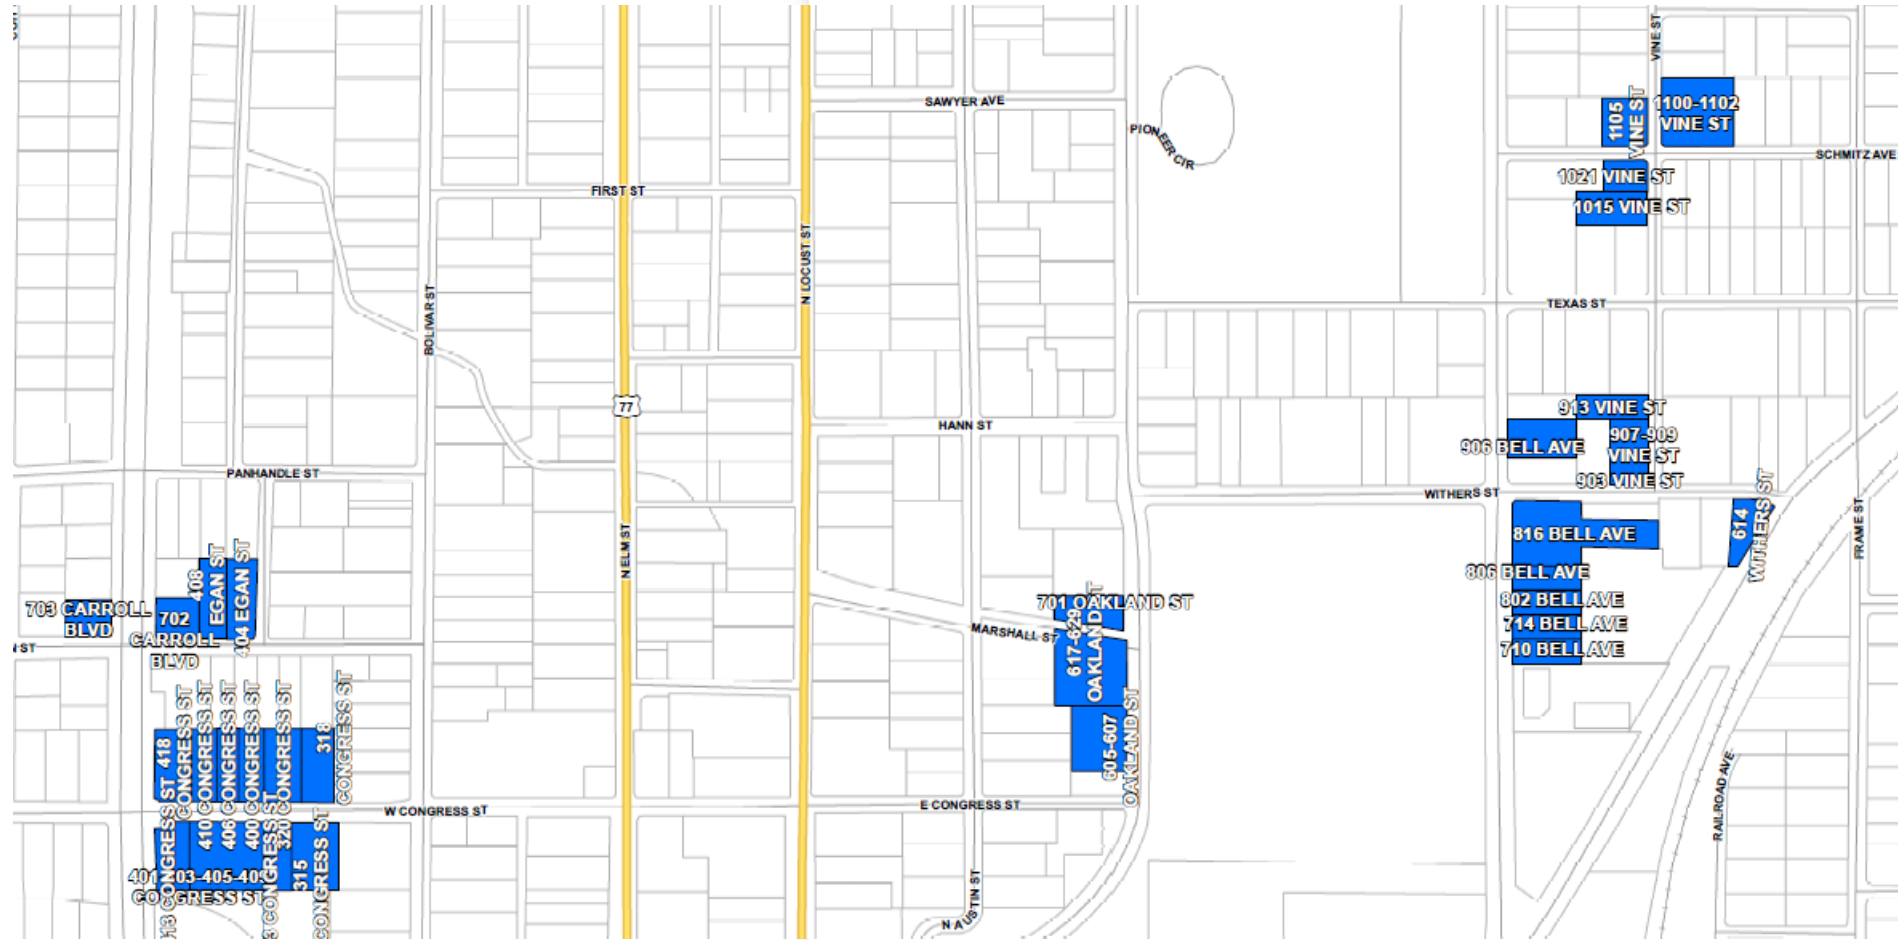 VINE ST
SAWYER AVE
1100-1102
VINE ST
1105
VINE ST
PIONEER CIR
SCHMITZ AVE
1021 VINE ST
FIRST ST
1015 VINE ST
N LOCUST ST
BOLIVAR ST
TEXAS ST
77
913 VINE ST
HANN ST
907-909
VINE ST
906 BELL AVE
PANHANDLE ST
903 VINE ST
WITHERS ST
614
WITHERS ST
FRAME ST
816 BELL AVE
N ELM ST
806 BELL AVE
408
EGAN ST
404 EGAN ST
703 CARROLL
BLVD
702
CARROLL
BLVD
701 OAKLAND ST
802 BELL AVE
714 BELL AVE
MARSHALL ST
617-629
OAKLAND ST
710 BELL AVE
N ST
418
CONGRESS ST
410 CONGRESS ST
406 CONGRESS ST
400 CONGRESS ST
320 CONGRESS ST
318
CONGRESS ST
605-607
OAKLAND ST
RAILROAD AVE
W CONGRESS ST
E CONGRESS ST
CONGRESS ST
315
CONGRESS ST
CONGRESS ST
N AUSTIN ST